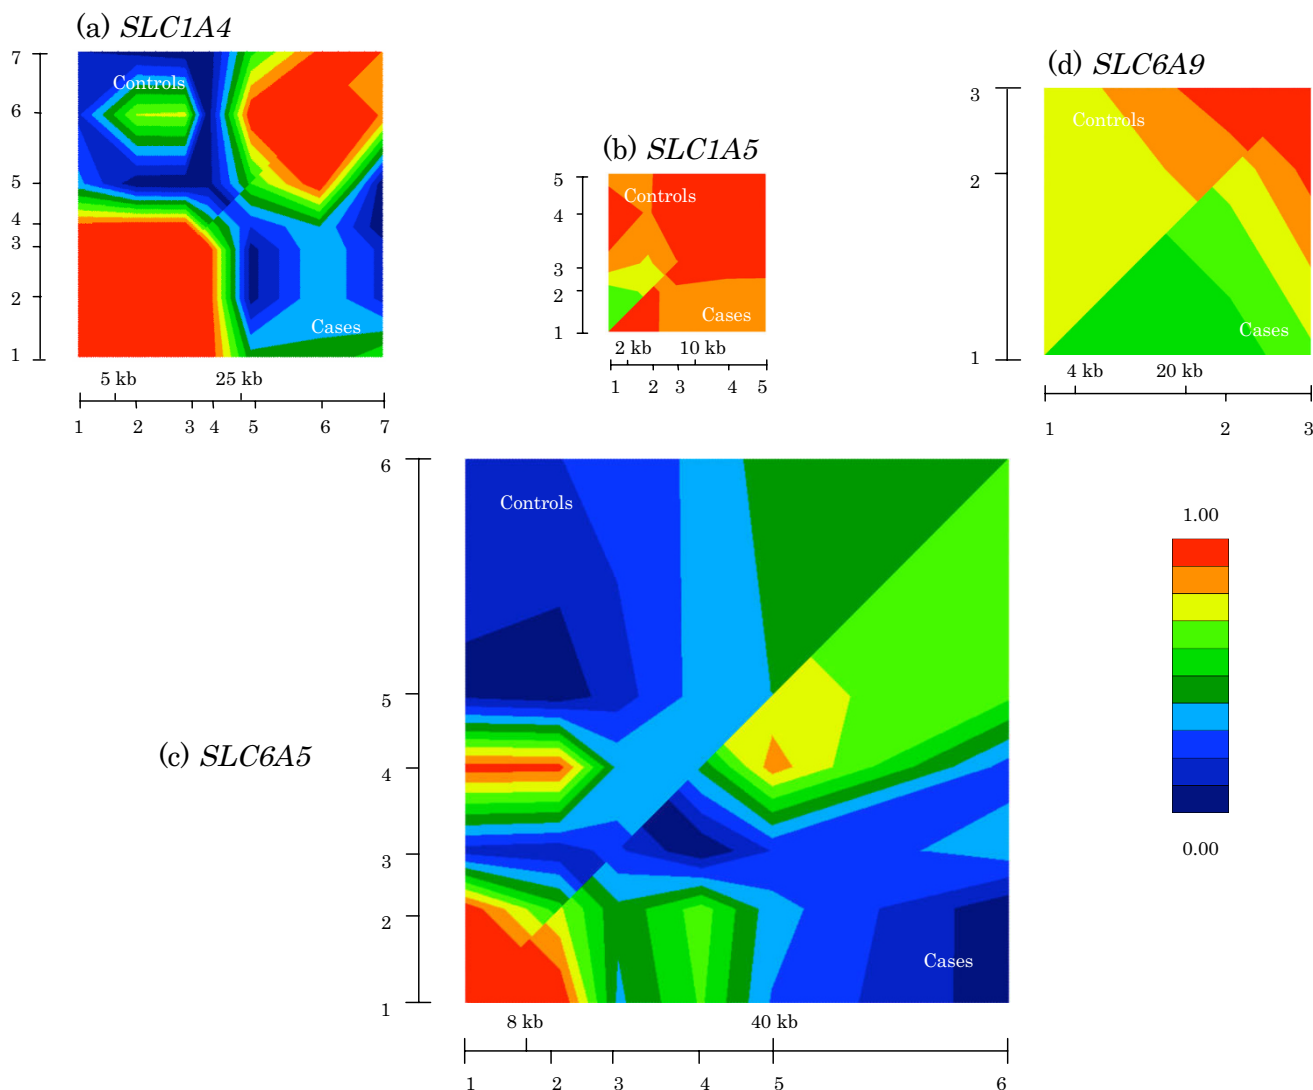 (a) SLC1A4
7
6
5
4
3
2
1
Controls
Cases
5 kb
25 kb
1 2 3 4 5 6 7
(b) SLC1A5
5
4
3
2
1
Controls
Cases
2 kb
10 kb
1 2 3 4 5
(d) SLC6A9
3
2
1
Controls
Cases
4 kb
20 kb
1 2 3
(c) SLC6A5
6
5
4
3
2
1
Controls
Cases
8 kb
40 kb
1 2 3 4 5 6
1.00
0.00